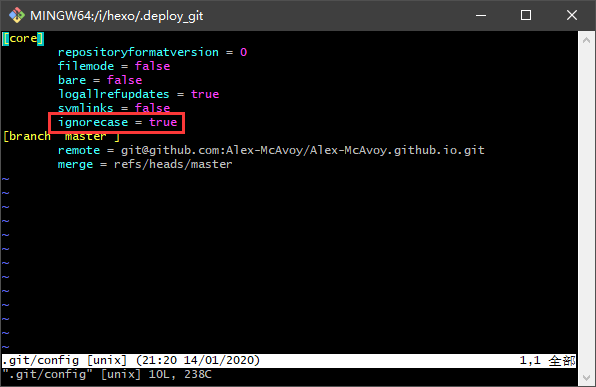 MINGW64:/i/hexo/.deploy_git
[core]
repositoryformatversion = 0
filemode = false
bare = false
logallrefupdates = true
symlinks = false
ignorecase = true
[branch "master"]
remote = git@github.com:Alex-McAvoy/Alex-McAvoy.github.io.git
merge = refs/heads/master
~
~
~
~
~
~
~
~
~
~
~
~
~
.git/config [unix] (21:20 14/01/2020) 1,1 全部
".git/config" [unix] 10L, 238C